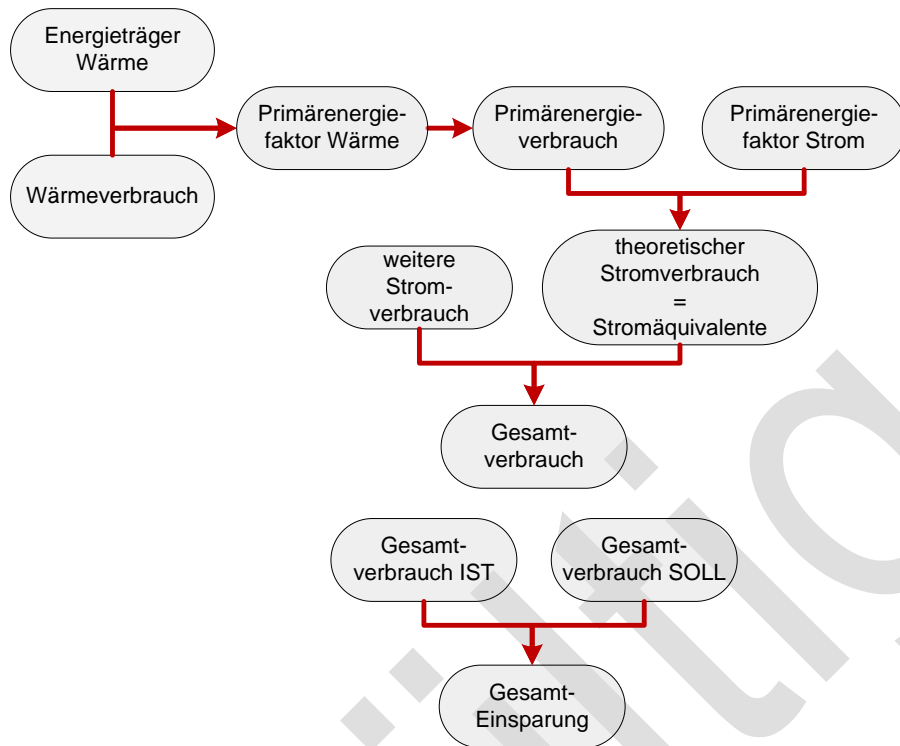 Energieträger
Wärme
Primärenergie-
faktor Wärme
Primärenergie-
verbrauch
Primärenergie-
faktor Strom
Wärmeverbrauch
weitere
Strom-
verbrauch
theoretischer
Stromverbrauch
=
Stromäquivalente
Gesamt-
verbrauch
Gesamt-
verbrauch IST
Gesamt-
verbrauch SOLL
Gesamt-
Einsparung